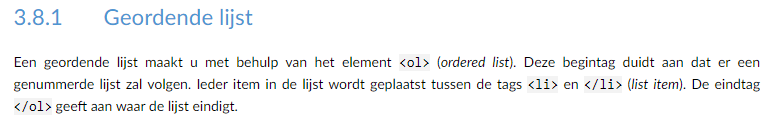 3.8.1 Geordende lijst
Een geordende lijst maakt u met behulp van het element <ol> (ordered list). Deze begintag duidt aan dat er een
genummerde lijst zal volgen. Ieder item in de lijst wordt geplaatst tussen de tags <li> en </li> (list item). De eindtag
</ol> geeft aan waar de lijst eindigt.